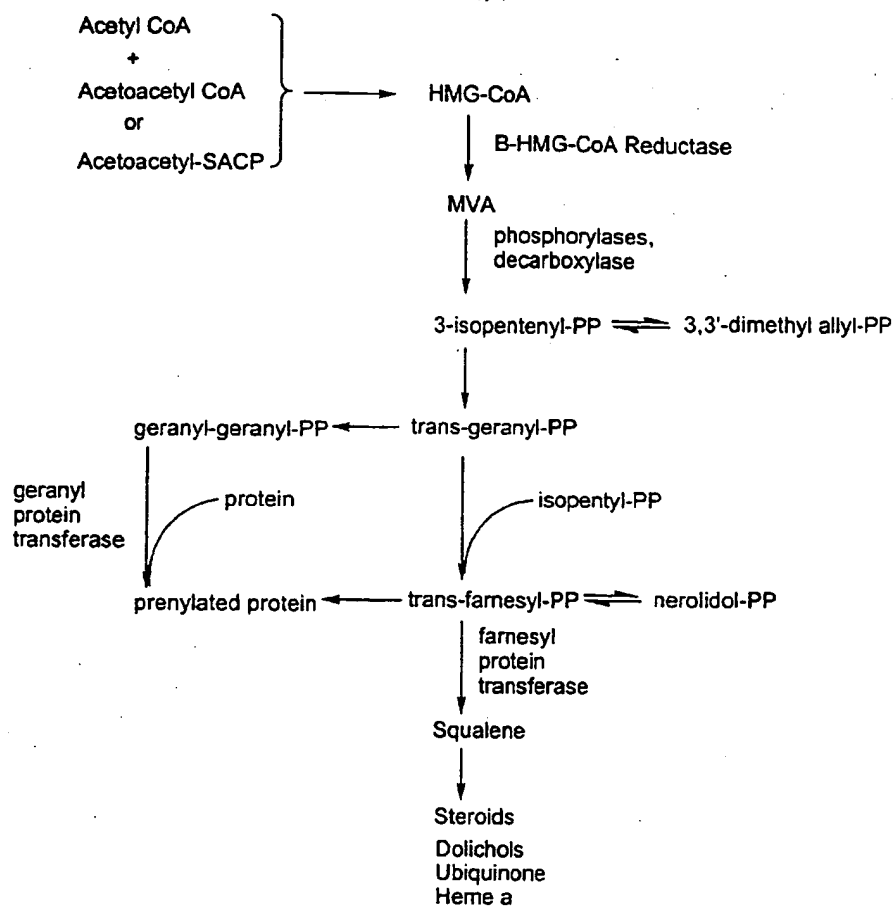 Acetyl CoA
+
Acetoacetyl CoA
or
Acetoacetyl-SACP
HMG-CoA
B-HMG-CoA Reductase
MVA
phosphorylases,
decarboxylase
3-isopentenyl-PP
3,3'-dimethyl allyl-PP
geranyl-geranyl-PP
trans-geranyl-PP
geranyl
protein
transferase
protein
isopentyl-PP
prenylated protein
trans-farnesyl-PP
nerolidol-PP
farnesyl
protein
transferase
Squalene
Steroids
Dolichols
Ubiquinone
Heme a